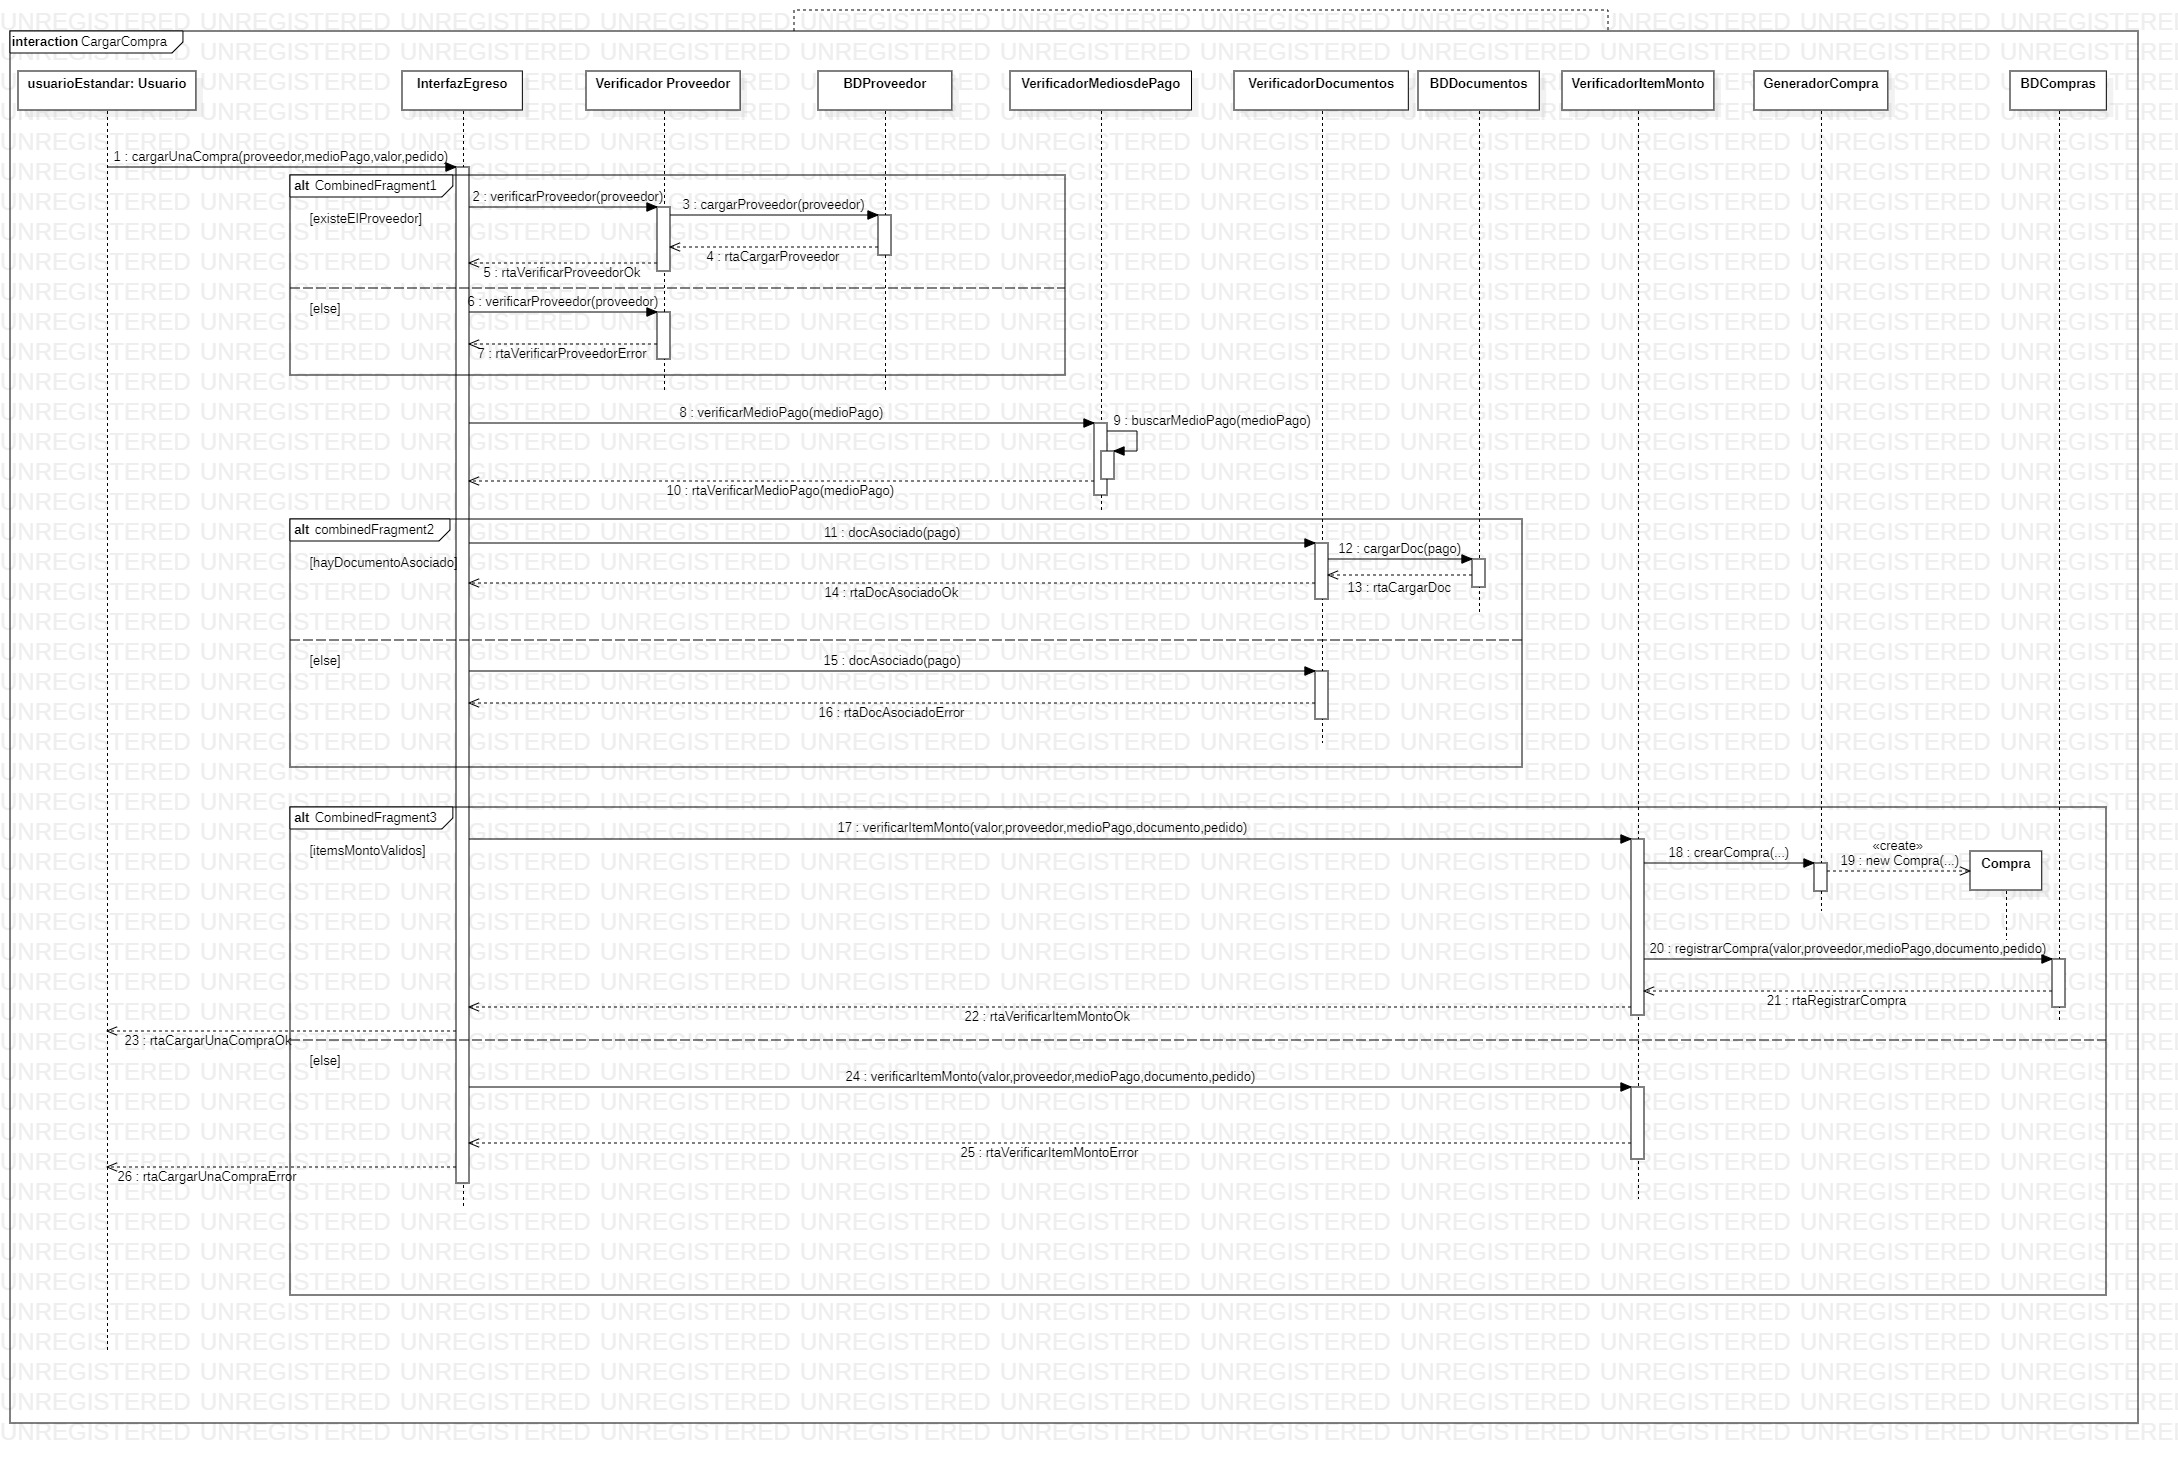 interaction CargarCompra
usuarioEstandar: Usuario
InterfazEgreso
Verificador Proveedor
BDProveedor
VerificadorMediosdePago
VerificadorDocumentos
BDDocumentos
VerificadorItemMonto
GeneradorCompra
BDCompras
1 : cargarUnaCompra(proveedor,medioPago,valor,pedido)
alt CombinedFragment1
[existeElProveedor]
2 : verificarProveedor(proveedor)
3 : cargarProveedor(proveedor)
4 : rtaCargarProveedor
5 : rtaVerificarProveedorOk
[else]
6 : verificarProveedor(proveedor)
7 : rtaVerificarProveedorError
8 : verificarMedioPago(medioPago)
9 : buscarMedioPago(medioPago)
10 : rtaVerificarMedioPago(medioPago)
alt combinedFragment2
[hayDocumentoAsociado]
11 : docAsociado(pago)
12 : cargarDoc(pago)
13 : rtaCargarDoc
14 : rtaDocAsociadoOk
[else]
15 : docAsociado(pago)
16 : rtaDocAsociadoError
alt CombinedFragment3
[itemsMontoValidos]
17 : verificarItemMonto(valor,proveedor,medioPago,documento,pedido)
18 : crearCompra(...)
«create»
19 : new Compra(...)
Compra
20 : registrarCompra(valor,proveedor,medioPago,documento,pedido)
21 : rtaRegistrarCompra
22 : rtaVerificarItemMontoOk
23 : rtaCargarUnaCompraOk
[else]
24 : verificarItemMonto(valor,proveedor,medioPago,documento,pedido)
25 : rtaVerificarItemMontoError
26 : rtaCargarUnaCompraError
UNREGISTERED